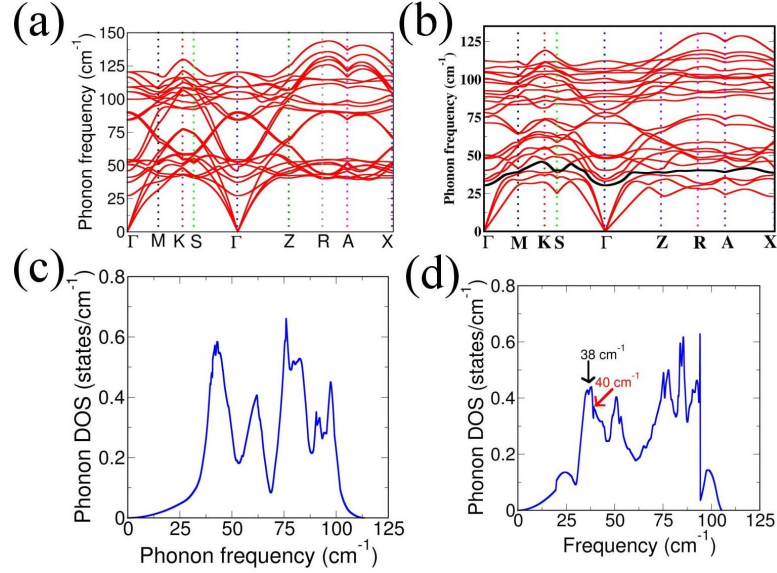 (a)
Phonon frequency (cm-1)
150
125
100
75
50
25
0
Γ M K S Γ Z R A X
(b)
Phonon frequency (cm-1)
125
100
75
50
25
0
Γ M K S Γ Z R A X
(c)
Phonon DOS (states/cm-1)
0.8
0.6
0.4
0.2
0
0 25 50 75 100 125
Phonon frequency (cm-1)
(d)
Phonon DOS (states/cm-1)
0.8
0.6
0.4
0.2
0
38 cm-1
40 cm-1
0 25 50 75 100 125
Frequency (cm-1)